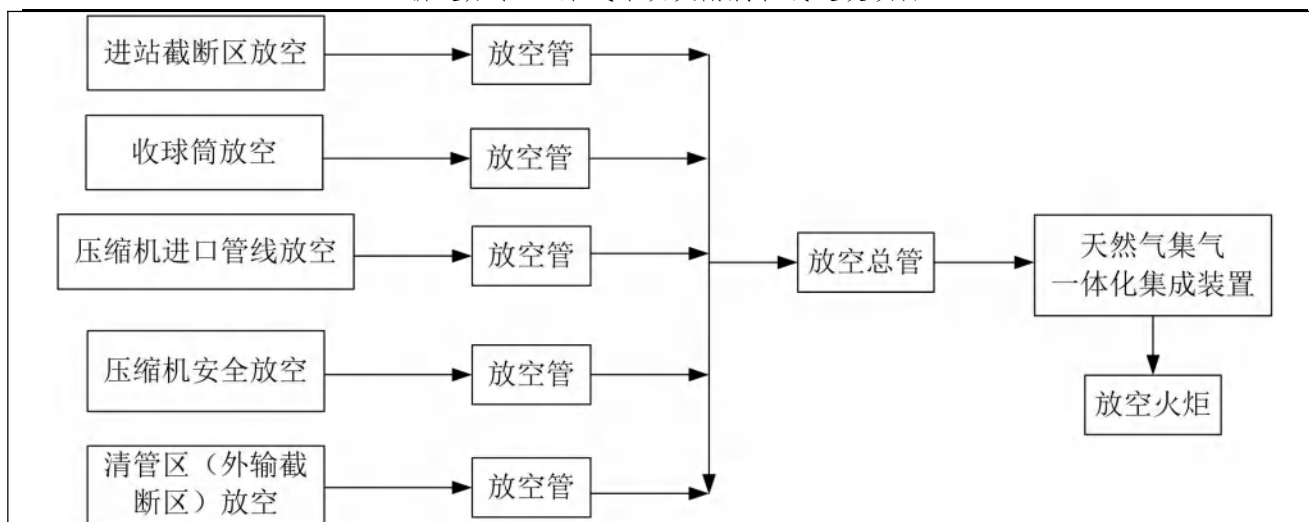 进站截断区放空
放空管
收球筒放空
放空管
压缩机进口管线放空
放空管
放空总管
天然气集气
一体化集成装置
压缩机安全放空
放空管
放空火炬
清管区（外输截
断区）放空
放空管